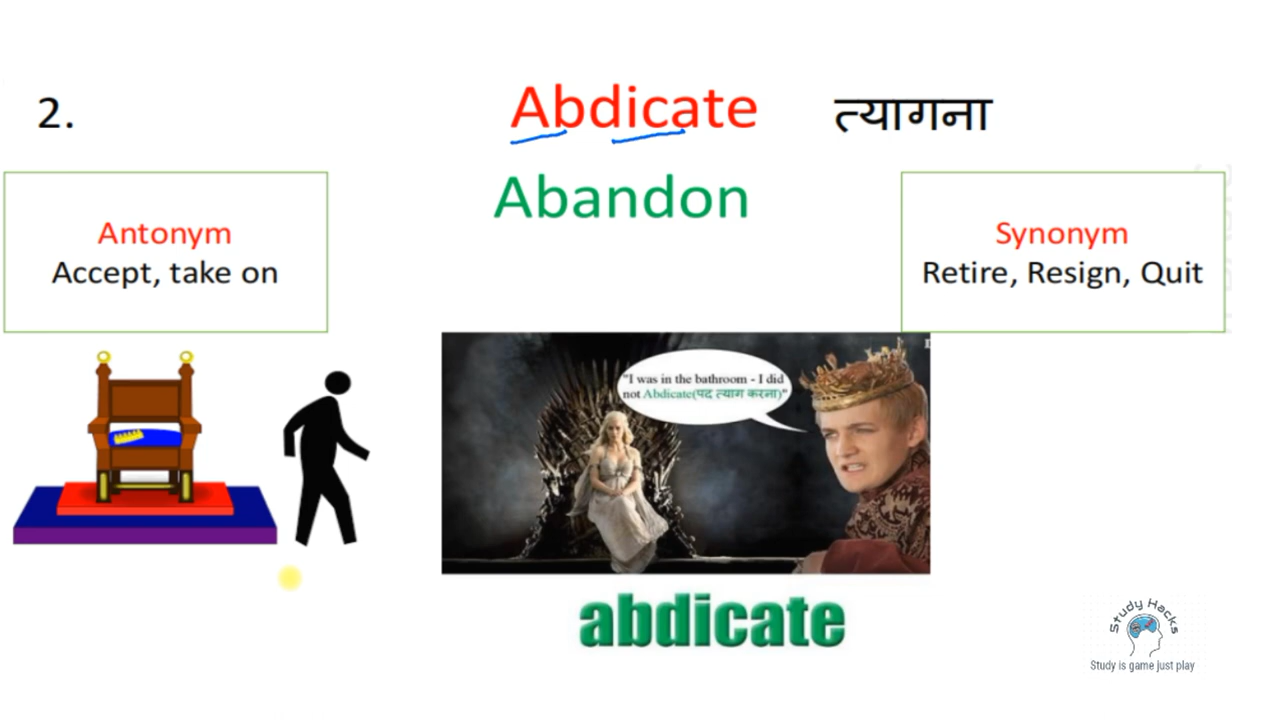 2.
Abdicate त्यागना
Abandon
Antonym
Accept, take on
Synonym
Retire, Resign, Quit
"I was in the bathroom - I did
not Abdicate(पद त्याग करना)"
abdicate
Study Hacks
Study is game just play